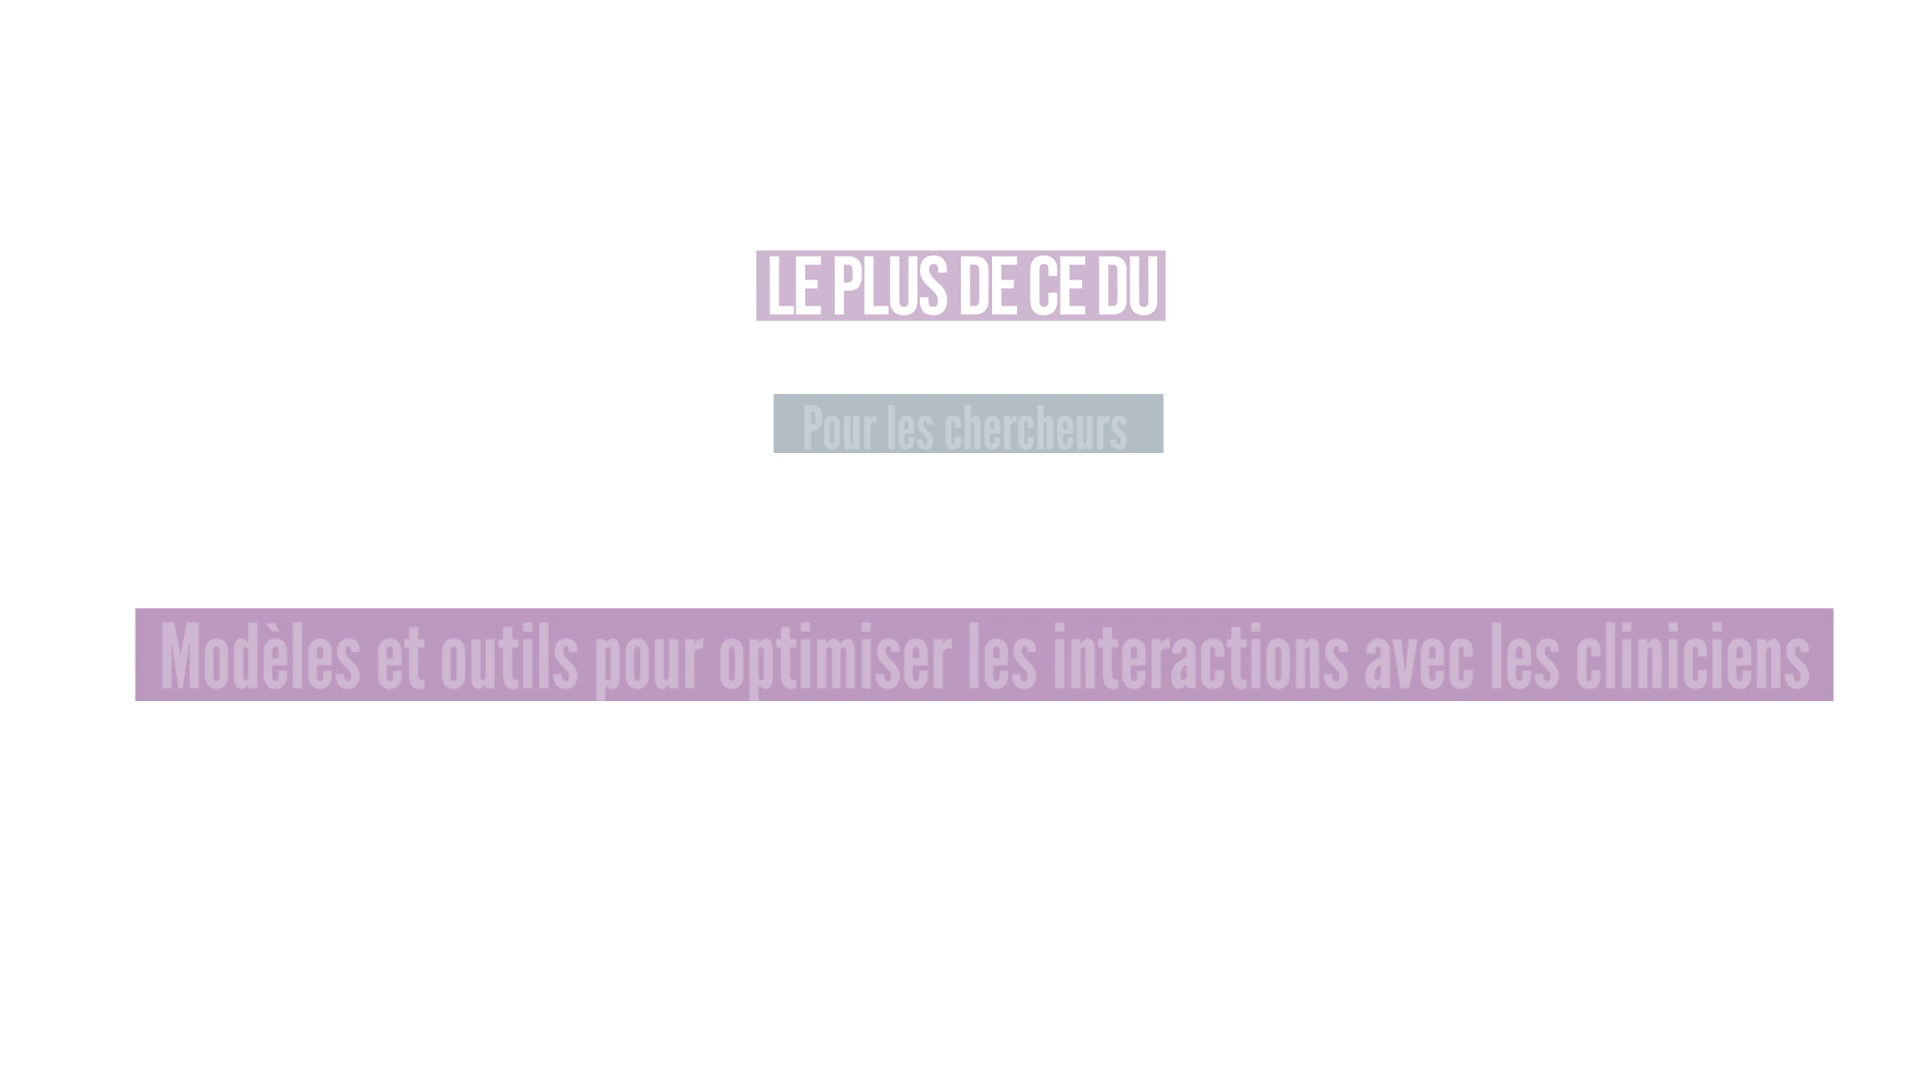 LE PLUS DE CE DU
Pour les chercheurs
Modèles et outils pour optimiser les interactions avec les cliniciens